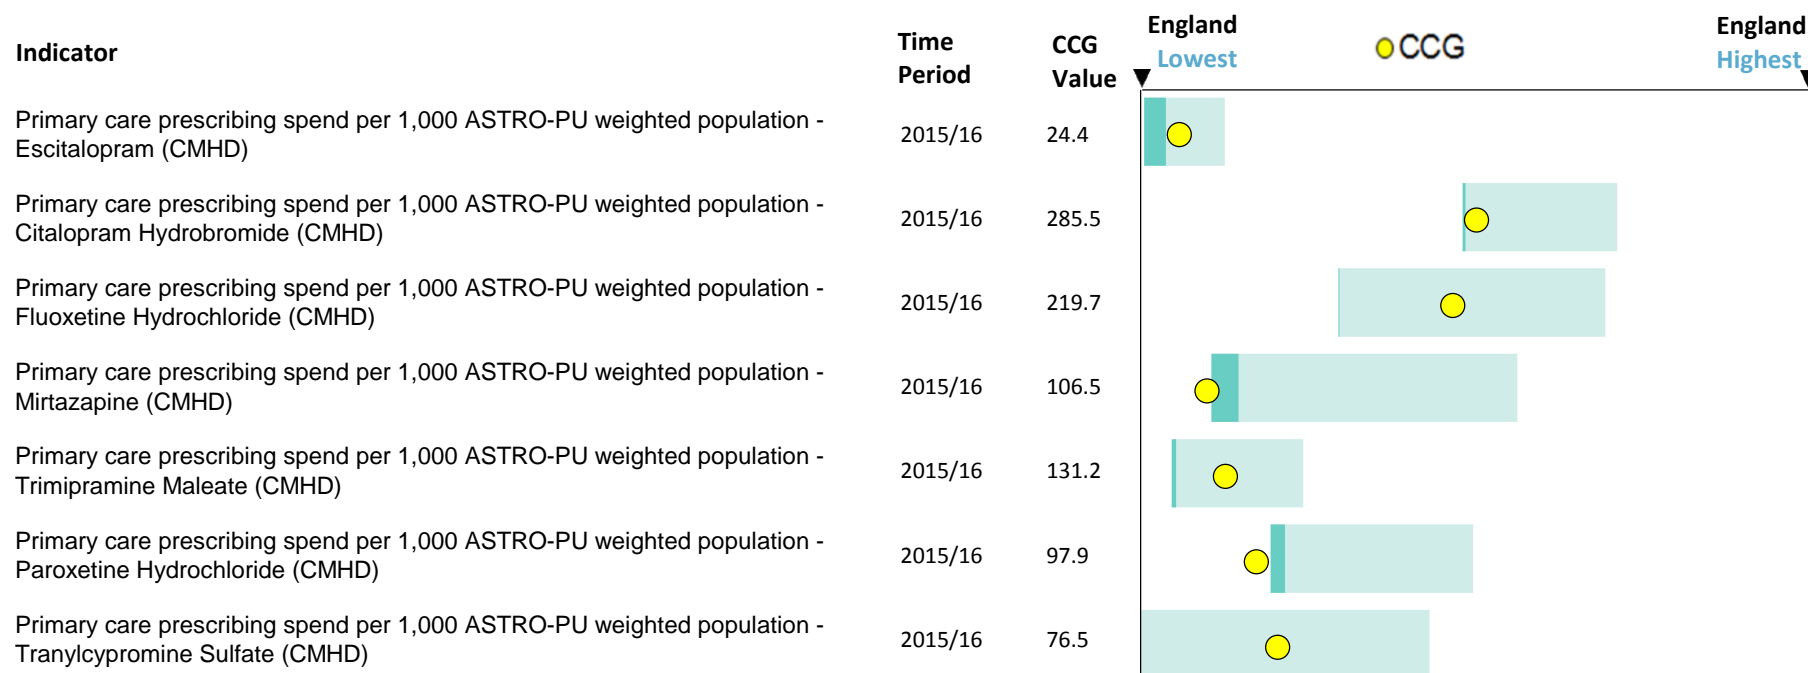 Indicator
Time
Period
CCG
Value
England
Lowest
CCG
England
Highest
Primary care prescribing spend per 1,000 ASTRO-PU weighted population -
Escitalopram (CMHD)
2015/16
24.4
Primary care prescribing spend per 1,000 ASTRO-PU weighted population -
Citalopram Hydrobromide (CMHD)
2015/16
285.5
Primary care prescribing spend per 1,000 ASTRO-PU weighted population -
Fluoxetine Hydrochloride (CMHD)
2015/16
219.7
Primary care prescribing spend per 1,000 ASTRO-PU weighted population -
Mirtazapine (CMHD)
2015/16
106.5
Primary care prescribing spend per 1,000 ASTRO-PU weighted population -
Trimipramine Maleate (CMHD)
2015/16
131.2
Primary care prescribing spend per 1,000 ASTRO-PU weighted population -
Paroxetine Hydrochloride (CMHD)
2015/16
97.9
Primary care prescribing spend per 1,000 ASTRO-PU weighted population -
Tranylcypromine Sulfate (CMHD)
2015/16
76.5